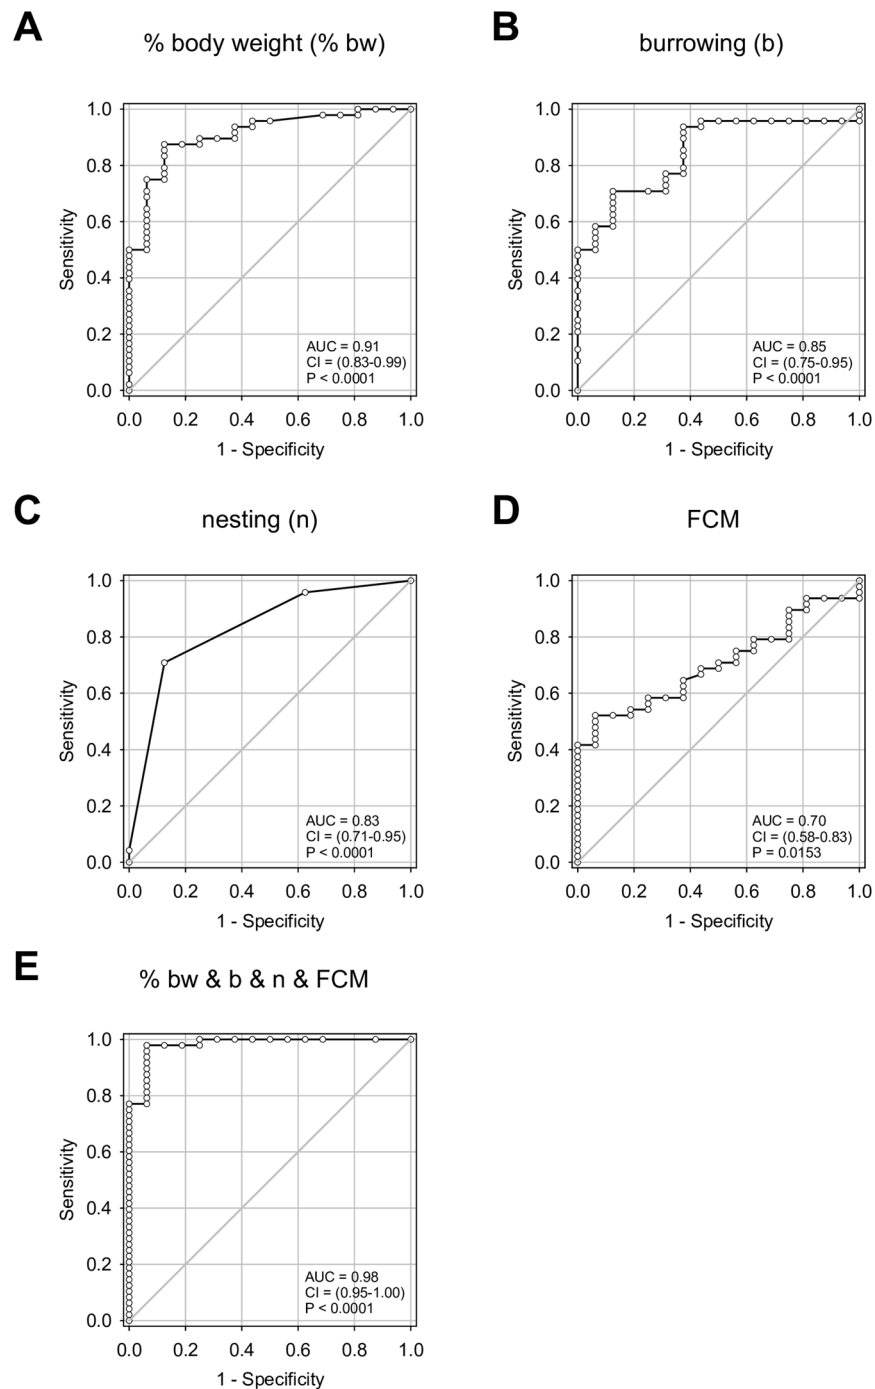 A
% body weight (% bw)
1.0
0.8
0.6
0.4
0.2
0.0
Sensitivity
AUC = 0.91
CI = (0.83-0.99)
P < 0.0001
0.0 0.2 0.4 0.6 0.8 1.0
1 - Specificity
B
burrowing (b)
1.0
0.8
0.6
0.4
0.2
0.0
Sensitivity
AUC = 0.85
CI = (0.75-0.95)
P < 0.0001
0.0 0.2 0.4 0.6 0.8 1.0
1 - Specificity
C
nesting (n)
1.0
0.8
0.6
0.4
0.2
0.0
Sensitivity
AUC = 0.83
CI = (0.71-0.95)
P < 0.0001
0.0 0.2 0.4 0.6 0.8 1.0
1 - Specificity
D
FCM
1.0
0.8
0.6
0.4
0.2
0.0
Sensitivity
AUC = 0.70
CI = (0.58-0.83)
P = 0.0153
0.0 0.2 0.4 0.6 0.8 1.0
1 - Specificity
E
% bw & b & n & FCM
1.0
0.8
0.6
0.4
0.2
0.0
Sensitivity
AUC = 0.98
CI = (0.95-1.00)
P < 0.0001
0.0 0.2 0.4 0.6 0.8 1.0
1 - Specificity